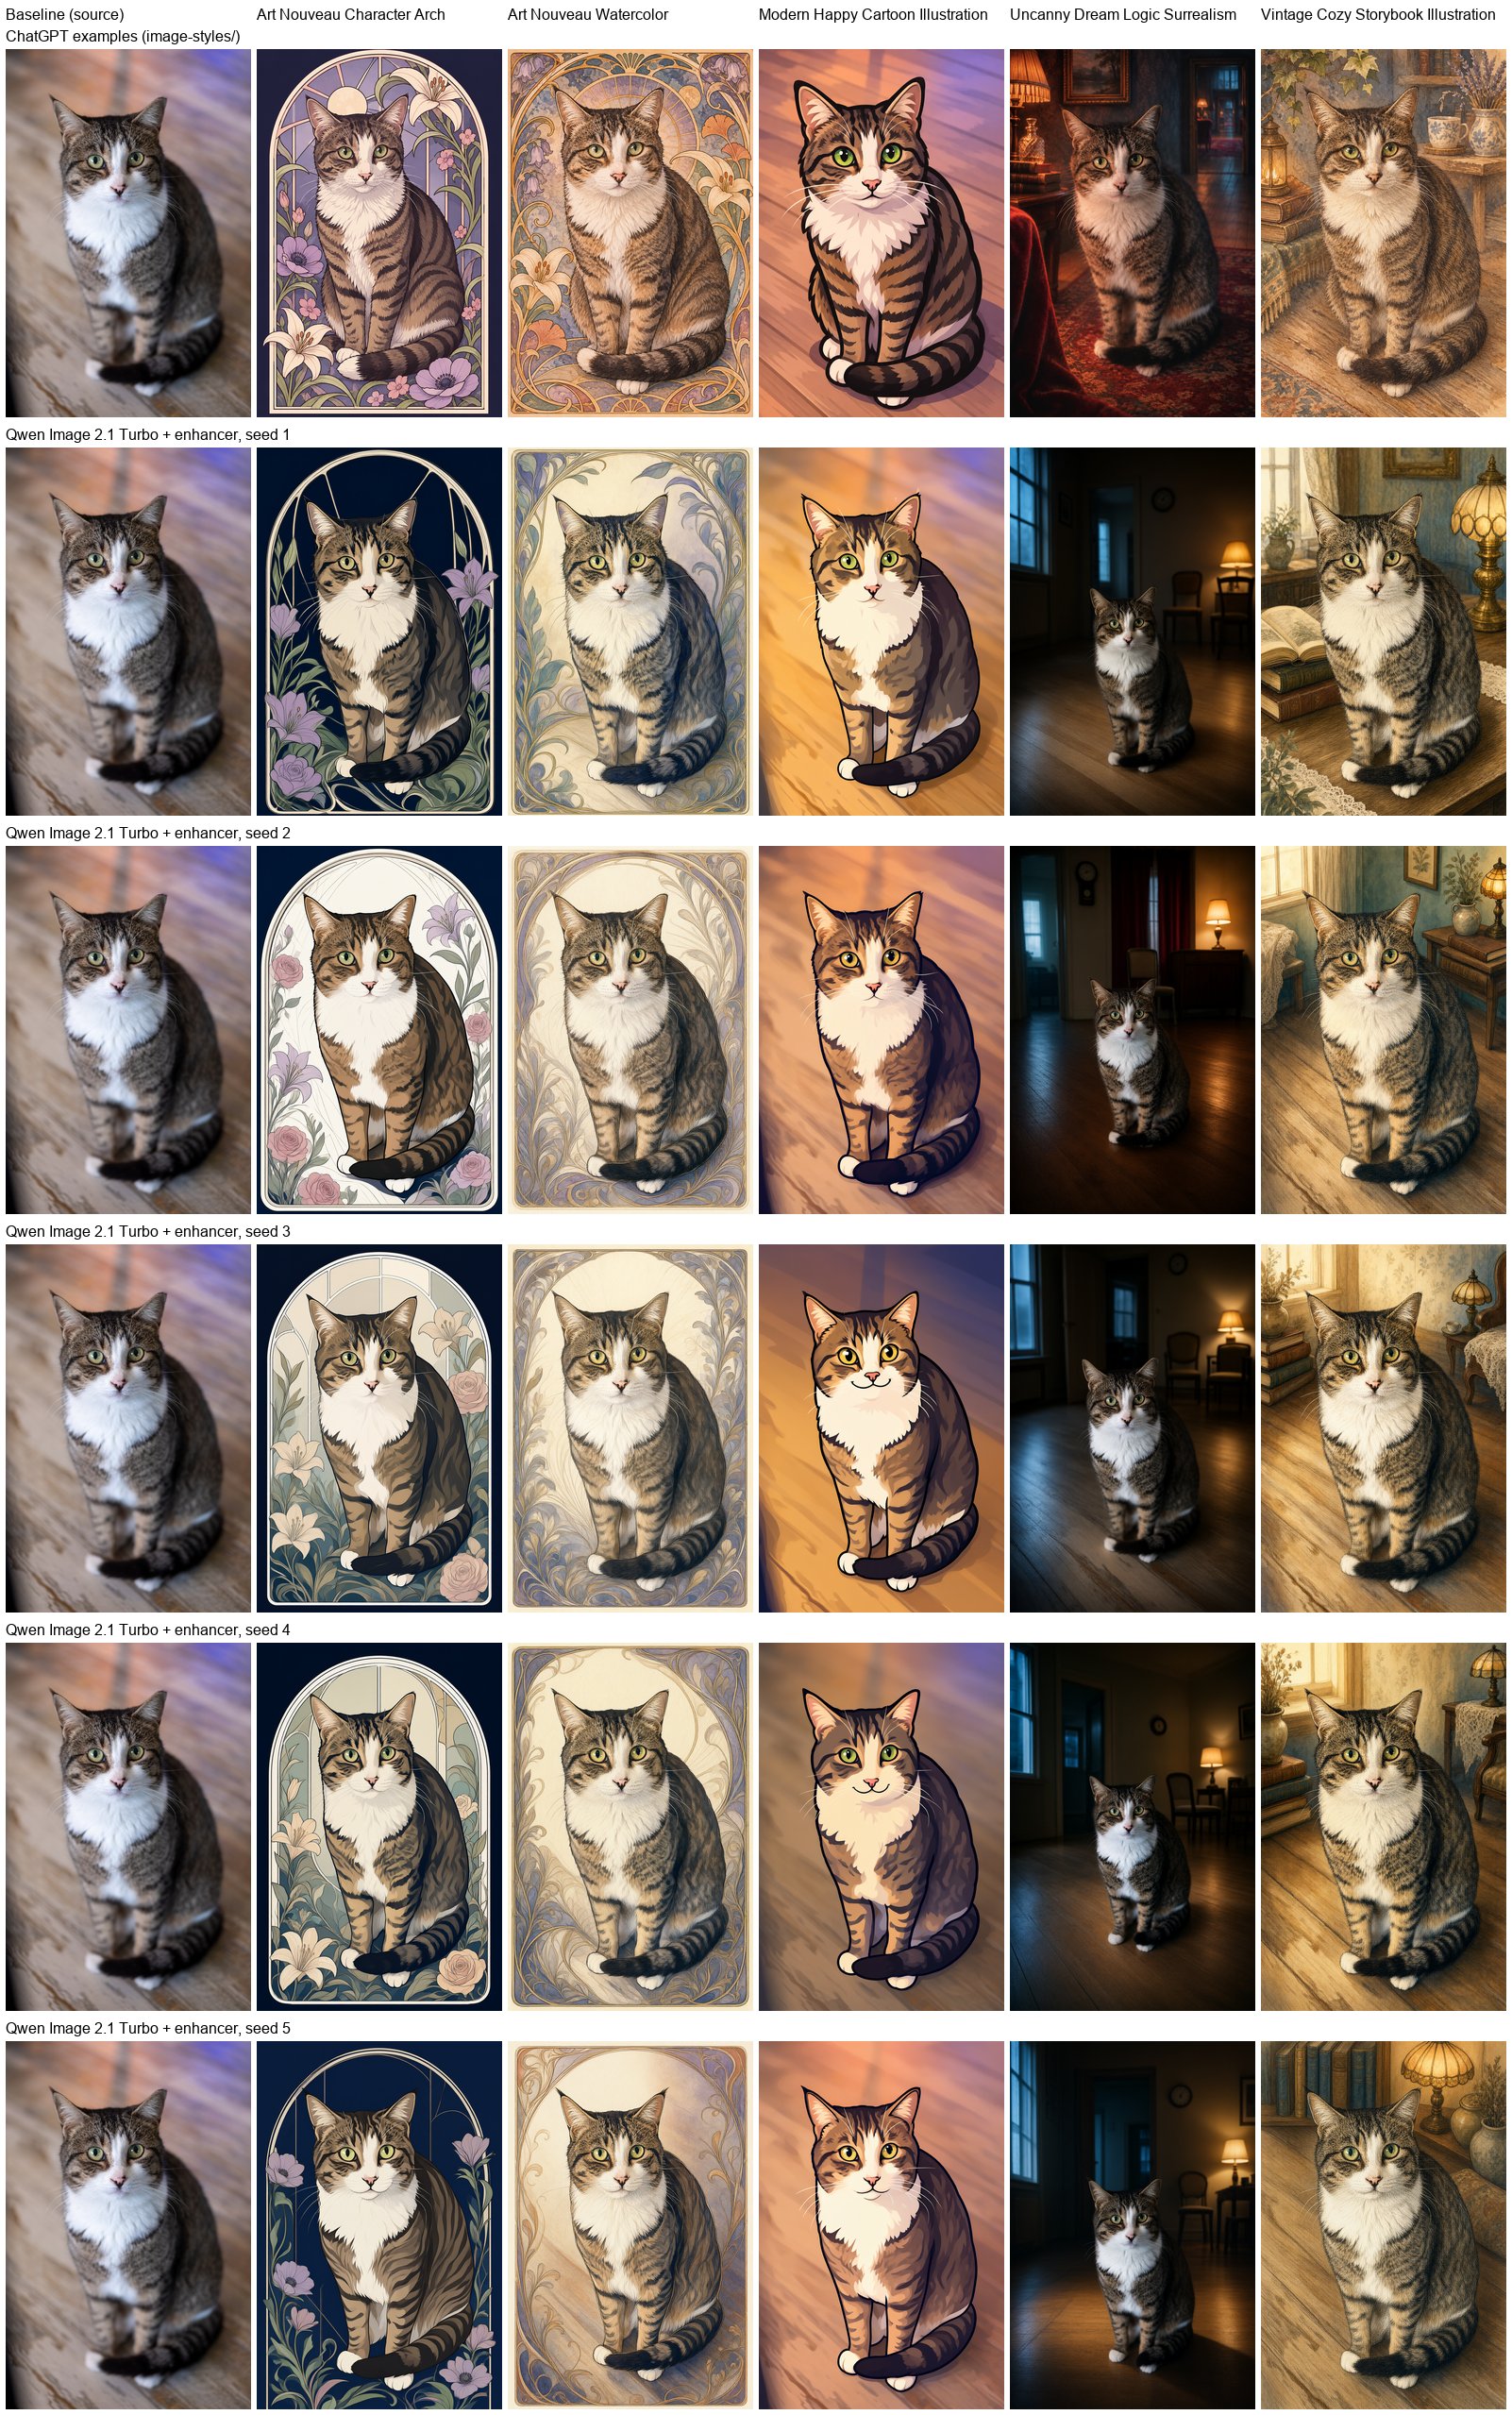 Baseline (source)
Art Nouveau Character Arch
Art Nouveau Watercolor
Modern Happy Cartoon Illustration
Uncanny Dream Logic Surrealism
Vintage Cozy Storybook Illustration
ChatGPT examples (image-styles/)
Qwen Image 2.1 Turbo + enhancer, seed 1
Qwen Image 2.1 Turbo + enhancer, seed 2
Qwen Image 2.1 Turbo + enhancer, seed 3
Qwen Image 2.1 Turbo + enhancer, seed 4
Qwen Image 2.1 Turbo + enhancer, seed 5